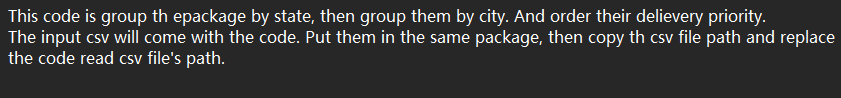 This code is group th epackage by state, then group them by city. And order their delievery priority.
The input csv will come with the code. Put them in the same package, then copy th csv file path and replace
the code read csv file's path.